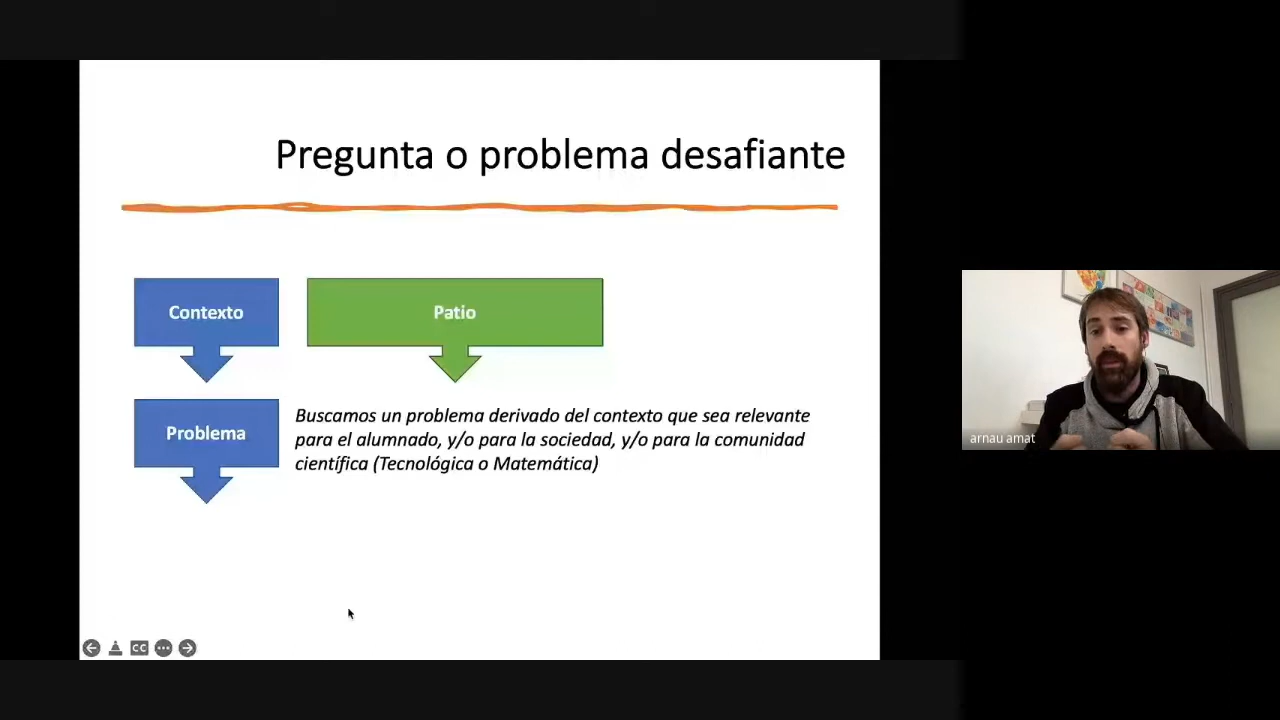 Pregunta o problema desafiante
Contexto
Patio
Problema
Buscamos un problema derivado del contexto que sea relevante
para el alumnado, y/o para la sociedad, y/o para la comunidad
científica (Tecnológica o Matemática)
arnau amat
CC